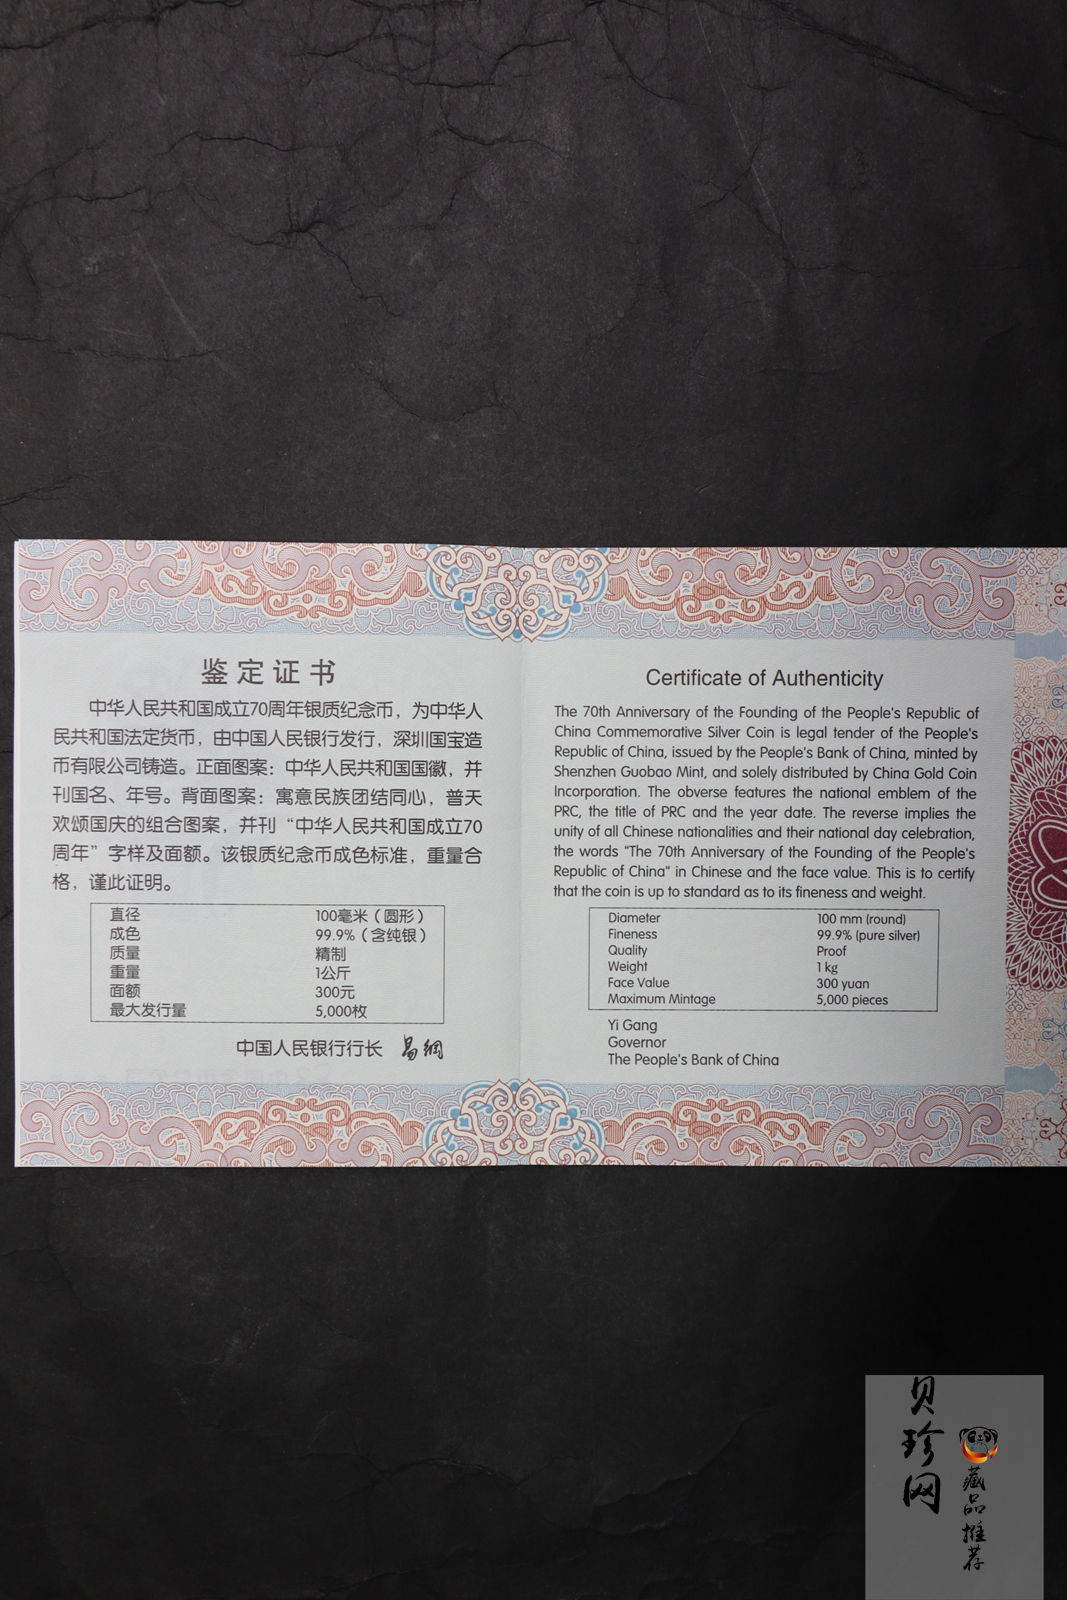 鉴定证书
中华人民共和国成立70周年银质纪念币，为中华人
民共和国法定货币，由中国人民银行发行，深圳国宝造
币有限公司铸造。正面图案：中华人民共和国国徽，并
刊国名、年号。背面图案：寓意民族团结同心，普天
欢颂国庆的组合图案，并刊“中华人民共和国成立70
周年”字样及面额。该银质纪念币成色标准，重量合
格，谨此证明。
直径 100毫米（圆形）
成色 99.9%（含纯银）
质量 精制
重量 1公斤
面额 300元
最大发行量 5,000枚
中国人民银行行长 易纲
Certificate of Authenticity
The 70th Anniversary of the Founding of the People's Republic of
China Commemorative Silver Coin is legal tender of the People's
Republic of China, issued by the People's Bank of China, minted by
Shenzhen Guobao Mint, and solely distributed by China Gold Coin
Incorporation. The obverse features the national emblem of the
PRC, the title of PRC and the year date. The reverse implies the
unity of all Chinese nationalities and their national day celebration,
the words "The 70th Anniversary of the Founding of the People's
Republic of China" in Chinese and the face value. This is to certify
that the coin is up to standard as to its fineness and weight.
Diameter 100 mm (round)
Fineness 99.9% (pure silver)
Quality Proof
Weight 1 kg
Face Value 300 yuan
Maximum Mintage 5,000 pieces
Yi Gang
Governor
The People's Bank of China
贝珍网
藏品推荐